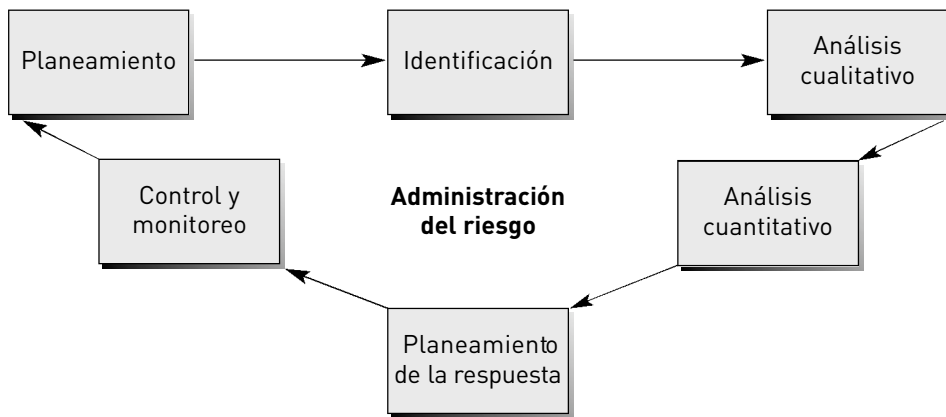 Planeamiento
Identificación
Análisis
cualitativo
Control y
monitoreo
Administración
del riesgo
Análisis
cuantitativo
Planeamiento
de la respuesta